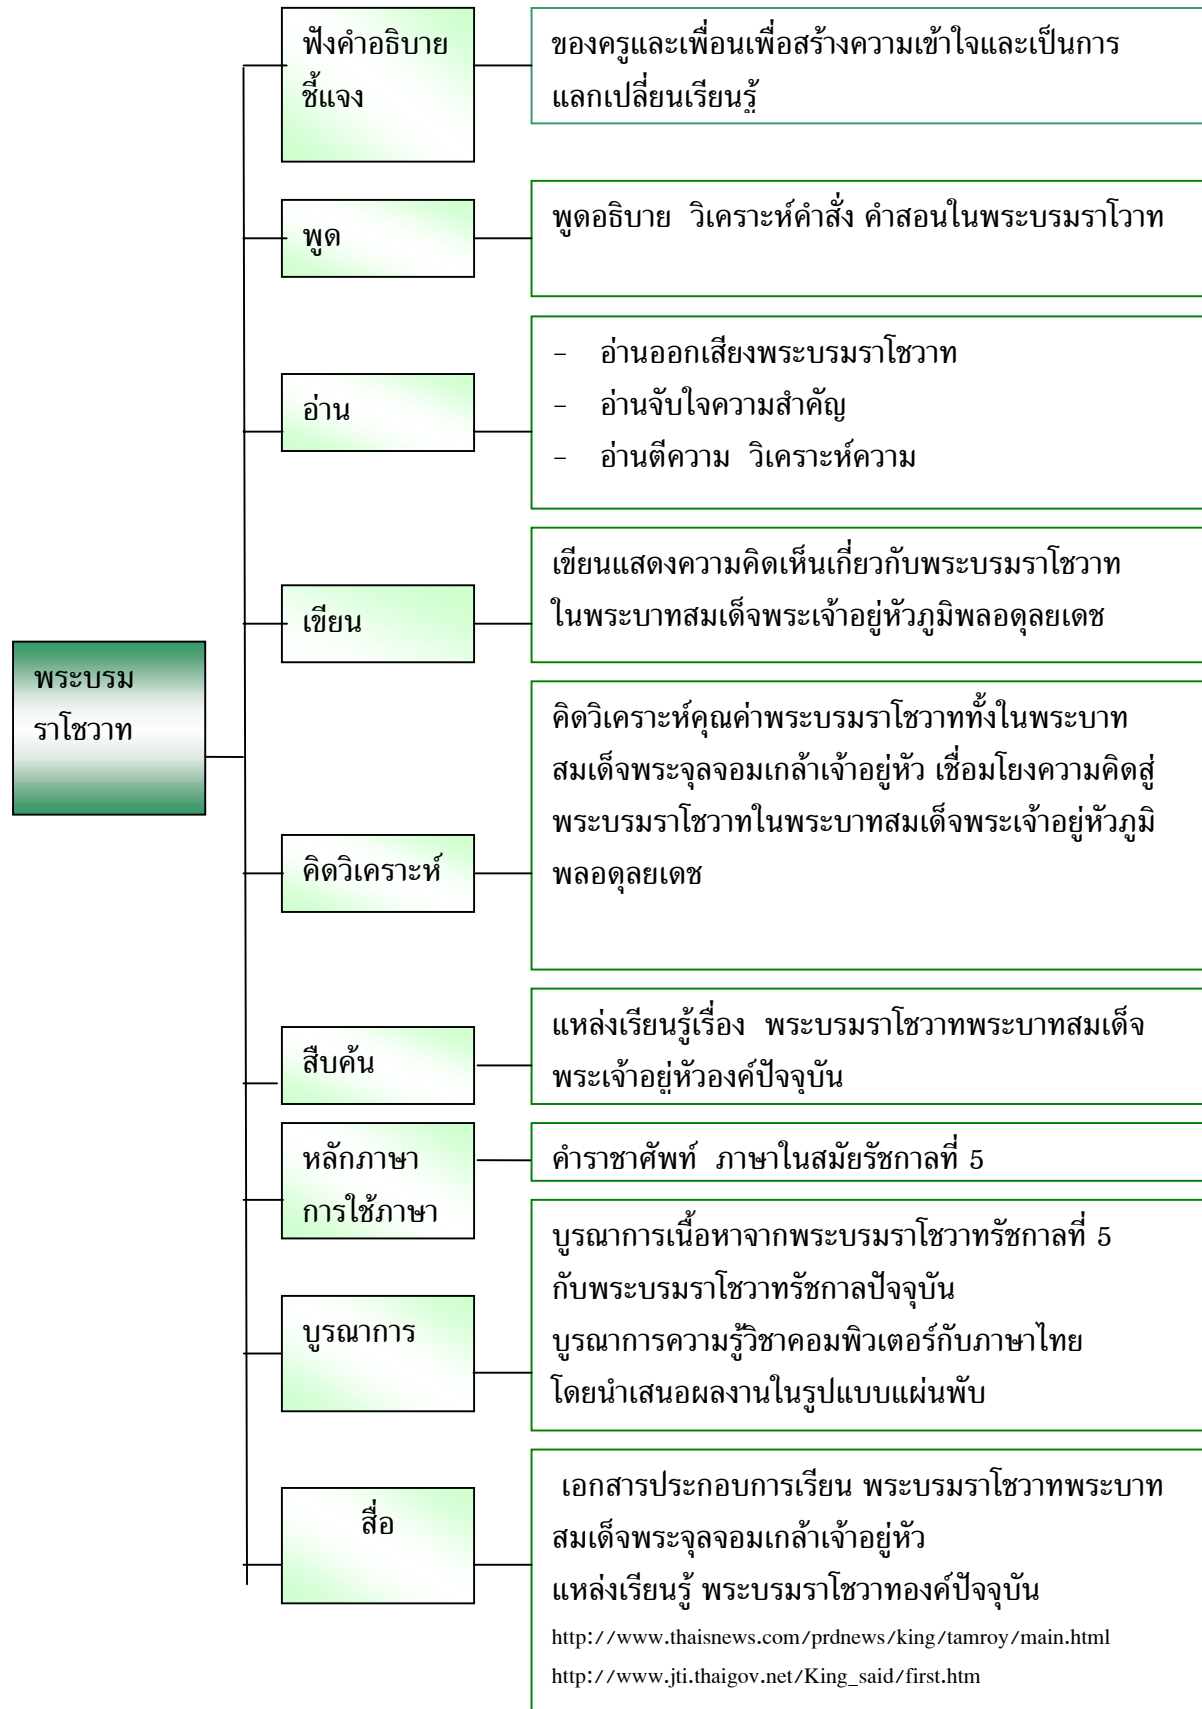 ฟังคำอธิบาย
ชี้แจง
ของครูและเพื่อนเพื่อสร้างความเข้าใจและเป็นการ
แลกเปลี่ยนเรียนรู้
พูด
พูดอธิบาย วิเคราะห์คำสั่ง คำสอนในพระบรมราโวาท
อ่าน
- อ่านออกเสียงพระบรมราโชวาท
- อ่านจับใจความสำคัญ
- อ่านตีความ วิเคราะห์ความ
เขียน
เขียนแสดงความคิดเห็นเกี่ยวกับพระบรมราโชวาท
ในพระบาทสมเด็จพระเจ้าอยู่หัวภูมิพลอดุลยเดช
พระบรม
ราโชวาท
คิดวิเคราะห์
คิดวิเคราะห์คุณค่าพระบรมราโชวาททั้งในพระบาท
สมเด็จพระจุลจอมเกล้าเจ้าอยู่หัว เชื่อมโยงความคิดสู่
พระบรมราโชวาทในพระบาทสมเด็จพระเจ้าอยู่หัวภูมิ
พลอดุลยเดช
สืบค้น
แหล่งเรียนรู้เรื่อง พระบรมราโชวาทพระบาทสมเด็จ
พระเจ้าอยู่หัวองค์ปัจจุบัน
หลักภาษา
การใช้ภาษา
คำราชาศัพท์ ภาษาในสมัยรัชกาลที่ 5
บูรณาการ
บูรณาการเนื้อหาจากพระบรมราโชวาทรัชกาลที่ 5
กับพระบรมราโชวาทรัชกาลปัจจุบัน
บูรณาการความรู้วิชาคอมพิวเตอร์กับภาษาไทย
โดยนำเสนอผลงานในรูปแบบแผ่นพับ
สื่อ
เอกสารประกอบการเรียน พระบรมราโชวาทพระบาท
สมเด็จพระจุลจอมเกล้าเจ้าอยู่หัว
แหล่งเรียนรู้ พระบรมราโชวาทองค์ปัจจุบัน
http://www.thaisnews.com/prdnews/king/tamroy/main.html
http://www.jti.thaigov.net/King_said/first.htm